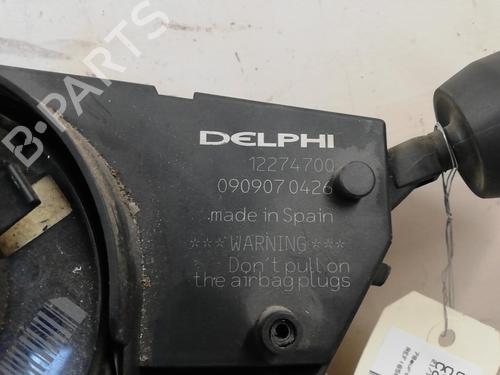 B-PARTS
DELPHI
12274700
090907 0426
made in Spain
*** WARNING ***
Don't pull on
the airbag plugs